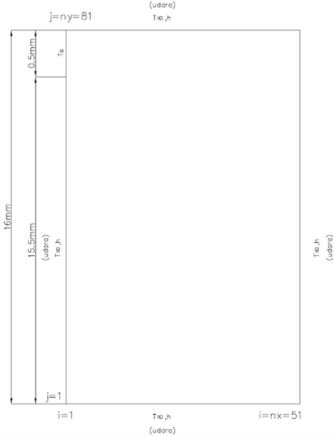 (udara)
j=ny=81
T∞,h
0.5mm
Ts
16mm
15.5mm
(udara)
T∞,h
T∞,h
(udara)
j=1
i=1
T∞,h
i=nx=51
(udara)